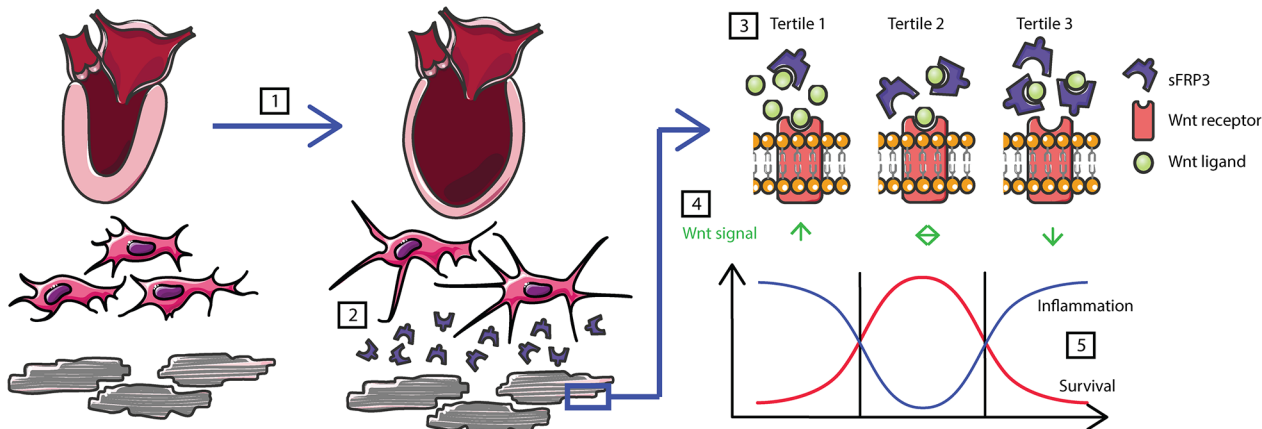 1
2
3
Tertile 1
Tertile 2
Tertile 3
sFRP3
Wnt receptor
Wnt ligand
4
Wnt signal
Inflammation
5
Survival